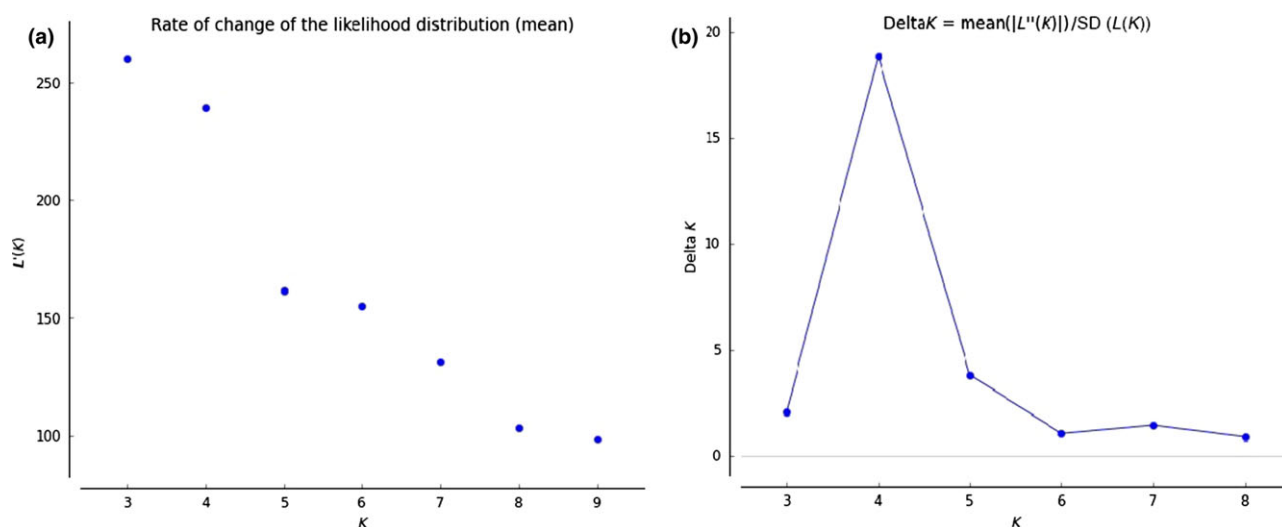 (a)
Rate of change of the likelihood distribution (mean)
250
200
150
100
L'(K)
3 4 5 6 7 8 9
K
(b)
DeltaK = mean(|L"(K)|)/SD (L(K))
20
15
10
5
0
Delta K
3 4 5 6 7 8
K